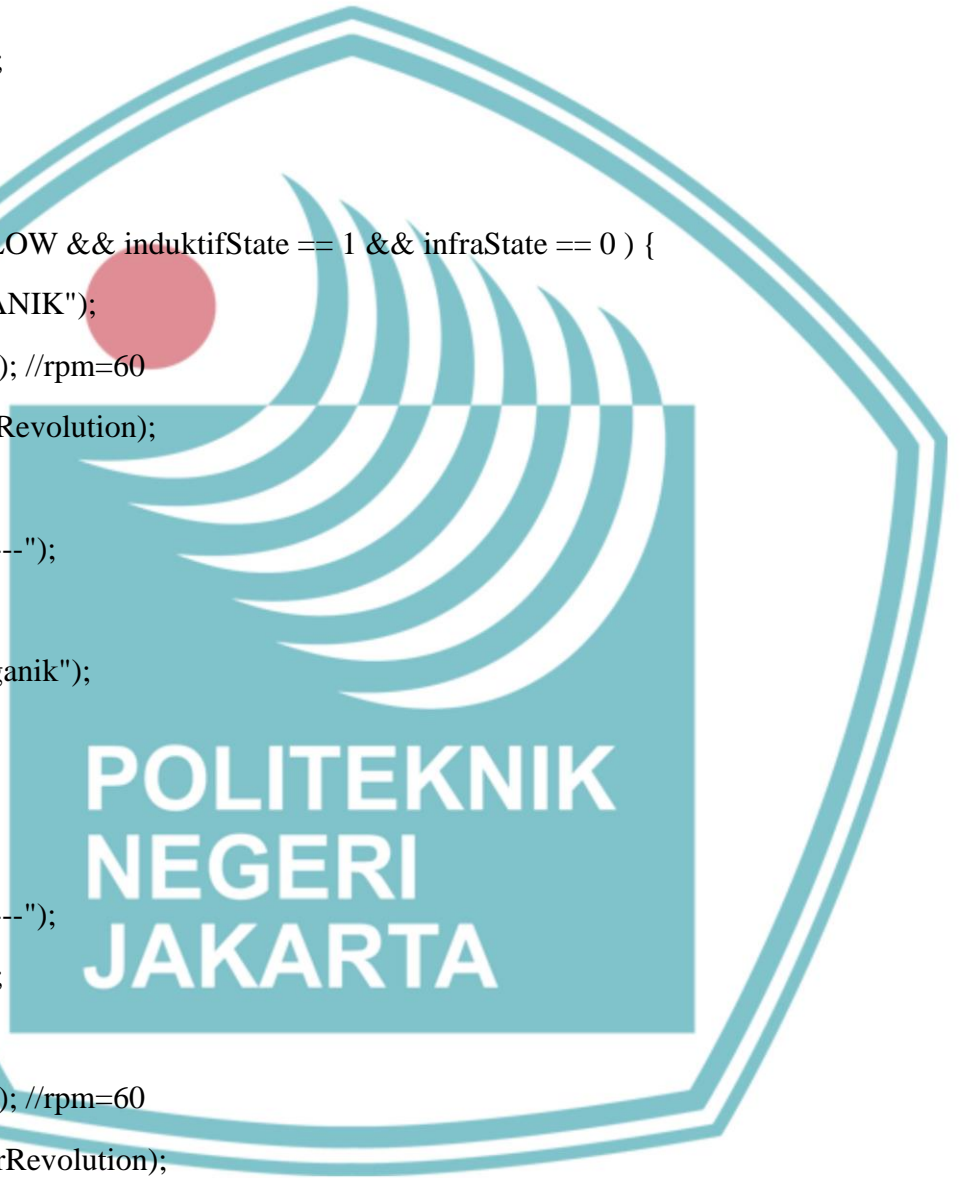 ;
LOW && induktifState == 1 && infraState == 0 ) {
ANIK");
); //rpm=60
Revolution);
--");
ganik");
POLITEKNIK
NEGERI
--");
JAKARTA
;
); //rpm=60
rRevolution);